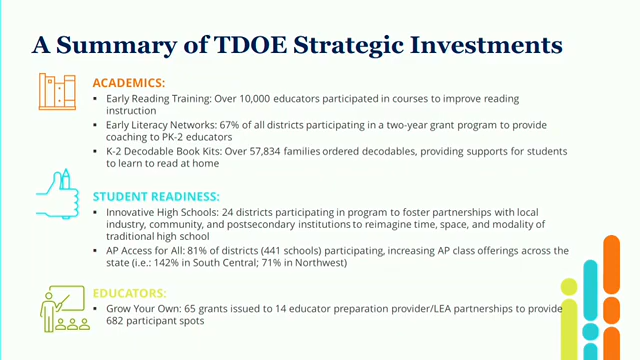 A Summary of TDOE Strategic Investments
ACADEMICS:
▪ Early Reading Training: Over 10,000 educators participated in courses to improve reading
instruction
▪ Early Literacy Networks: 67% of all districts participating in a two-year grant program to provide
coaching to PK-2 educators
▪ K-2 Decodable Book Kits: Over 57,834 families ordered decodables, providing supports for students
to learn to read at home
STUDENT READINESS:
▪ Innovative High Schools: 24 districts participating in program to foster partnerships with local
industry, community, and postsecondary institutions to reimagine time, space, and modality of
traditional high school
▪ AP Access for All: 81% of districts (441 schools) participating, increasing AP class offerings across the
state (i.e.: 142% in South Central; 71% in Northwest)
EDUCATORS:
▪ Grow Your Own: 65 grants issued to 14 educator preparation provider/LEA partnerships to provide
682 participant spots